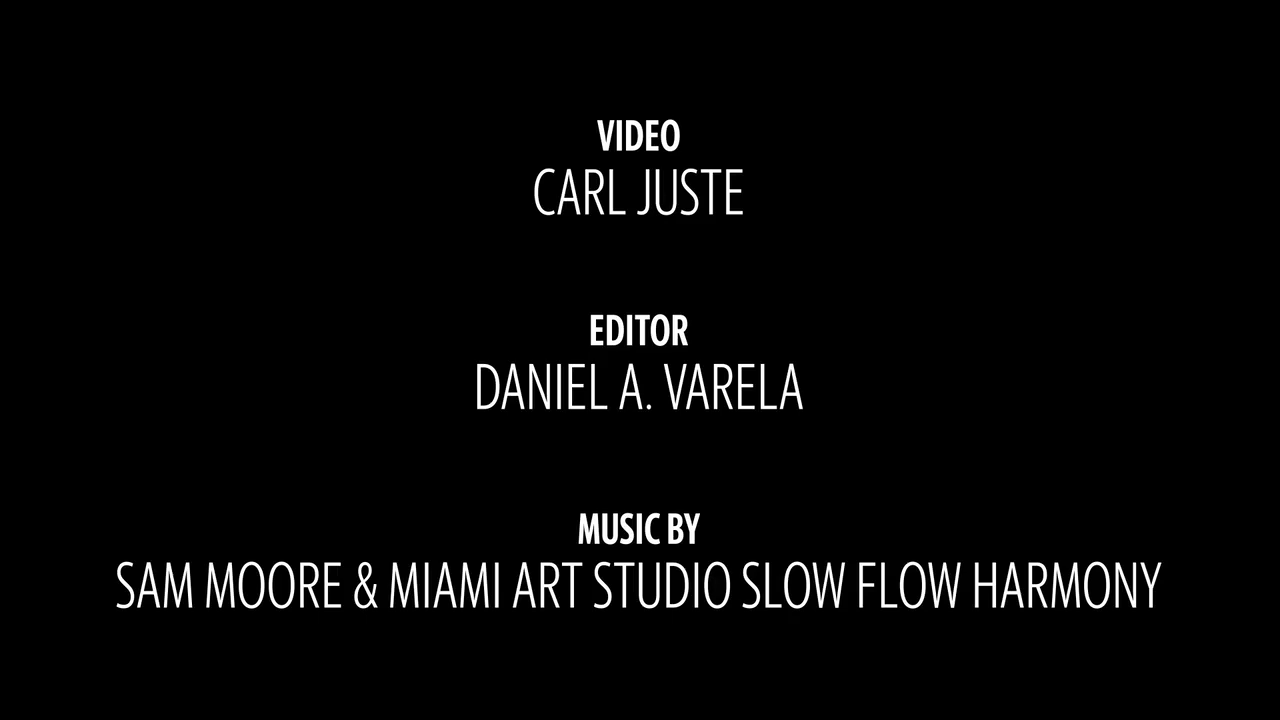 VIDEO
CARL JUSTE
EDITOR
DANIEL A. VARELA
MUSIC BY
SAM MOORE & MIAMI ART STUDIO SLOW FLOW HARMONY